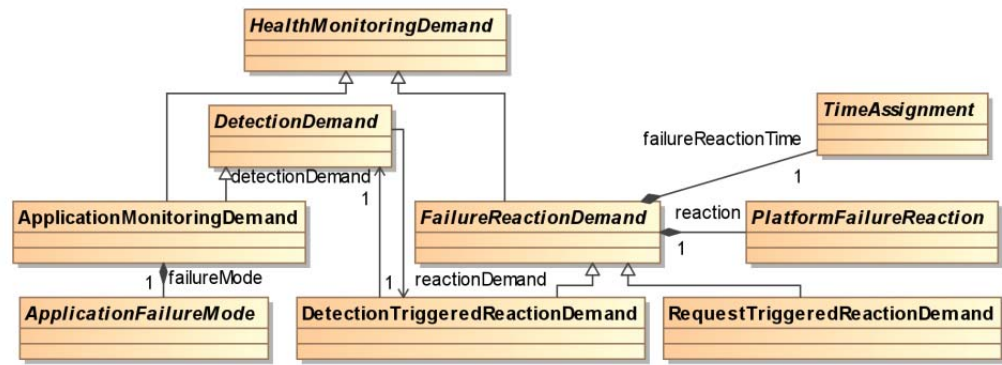 HealthMonitoringDemand
DetectionDemand
TimeAssignment
failureReactionTime
1
detectionDemand
1
ApplicationMonitoringDemand
FailureReactionDemand
reaction
1
PlatformFailureReaction
1
failureMode
1
reactionDemand
ApplicationFailureMode
DetectionTriggeredReactionDemand
RequestTriggeredReactionDemand